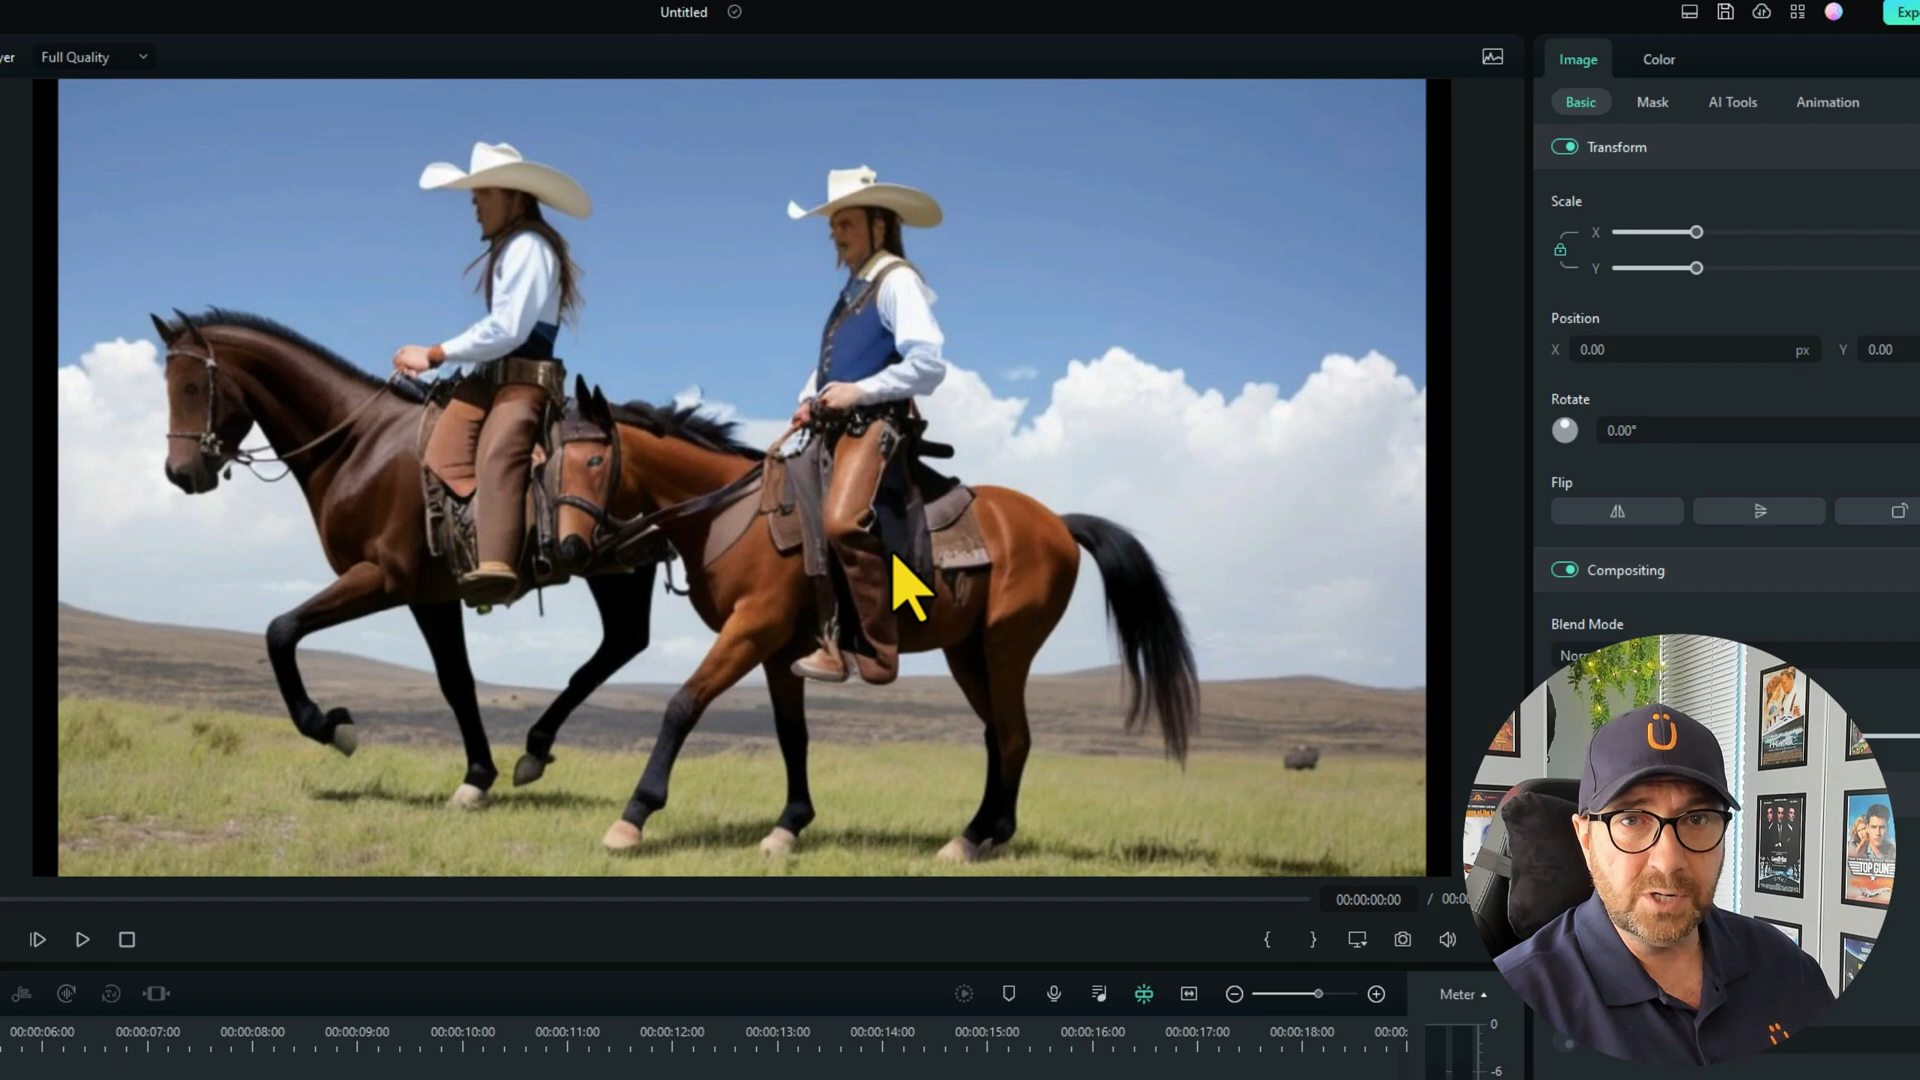 Untitled
Exp
yer
Full Quality
Image
Color
Basic
Mask
AI Tools
Animation
Transform
Scale
X
Y
Position
X
0.00
px
Y
0.00
Rotate
0.00°
Flip
Compositing
Blend Mode
Nor
00:00:00:00
/
00:00
TOP GUN
Ü
Meter
00:00:06:00
00:00:07:00
00:00:08:00
00:00:09:00
00:00:10:00
00:00:11:00
00:00:12:00
00:00:13:00
00:00:14:00
00:00:15:00
00:00:16:00
00:00:17:00
00:00:18:00
00:00:
0
-6